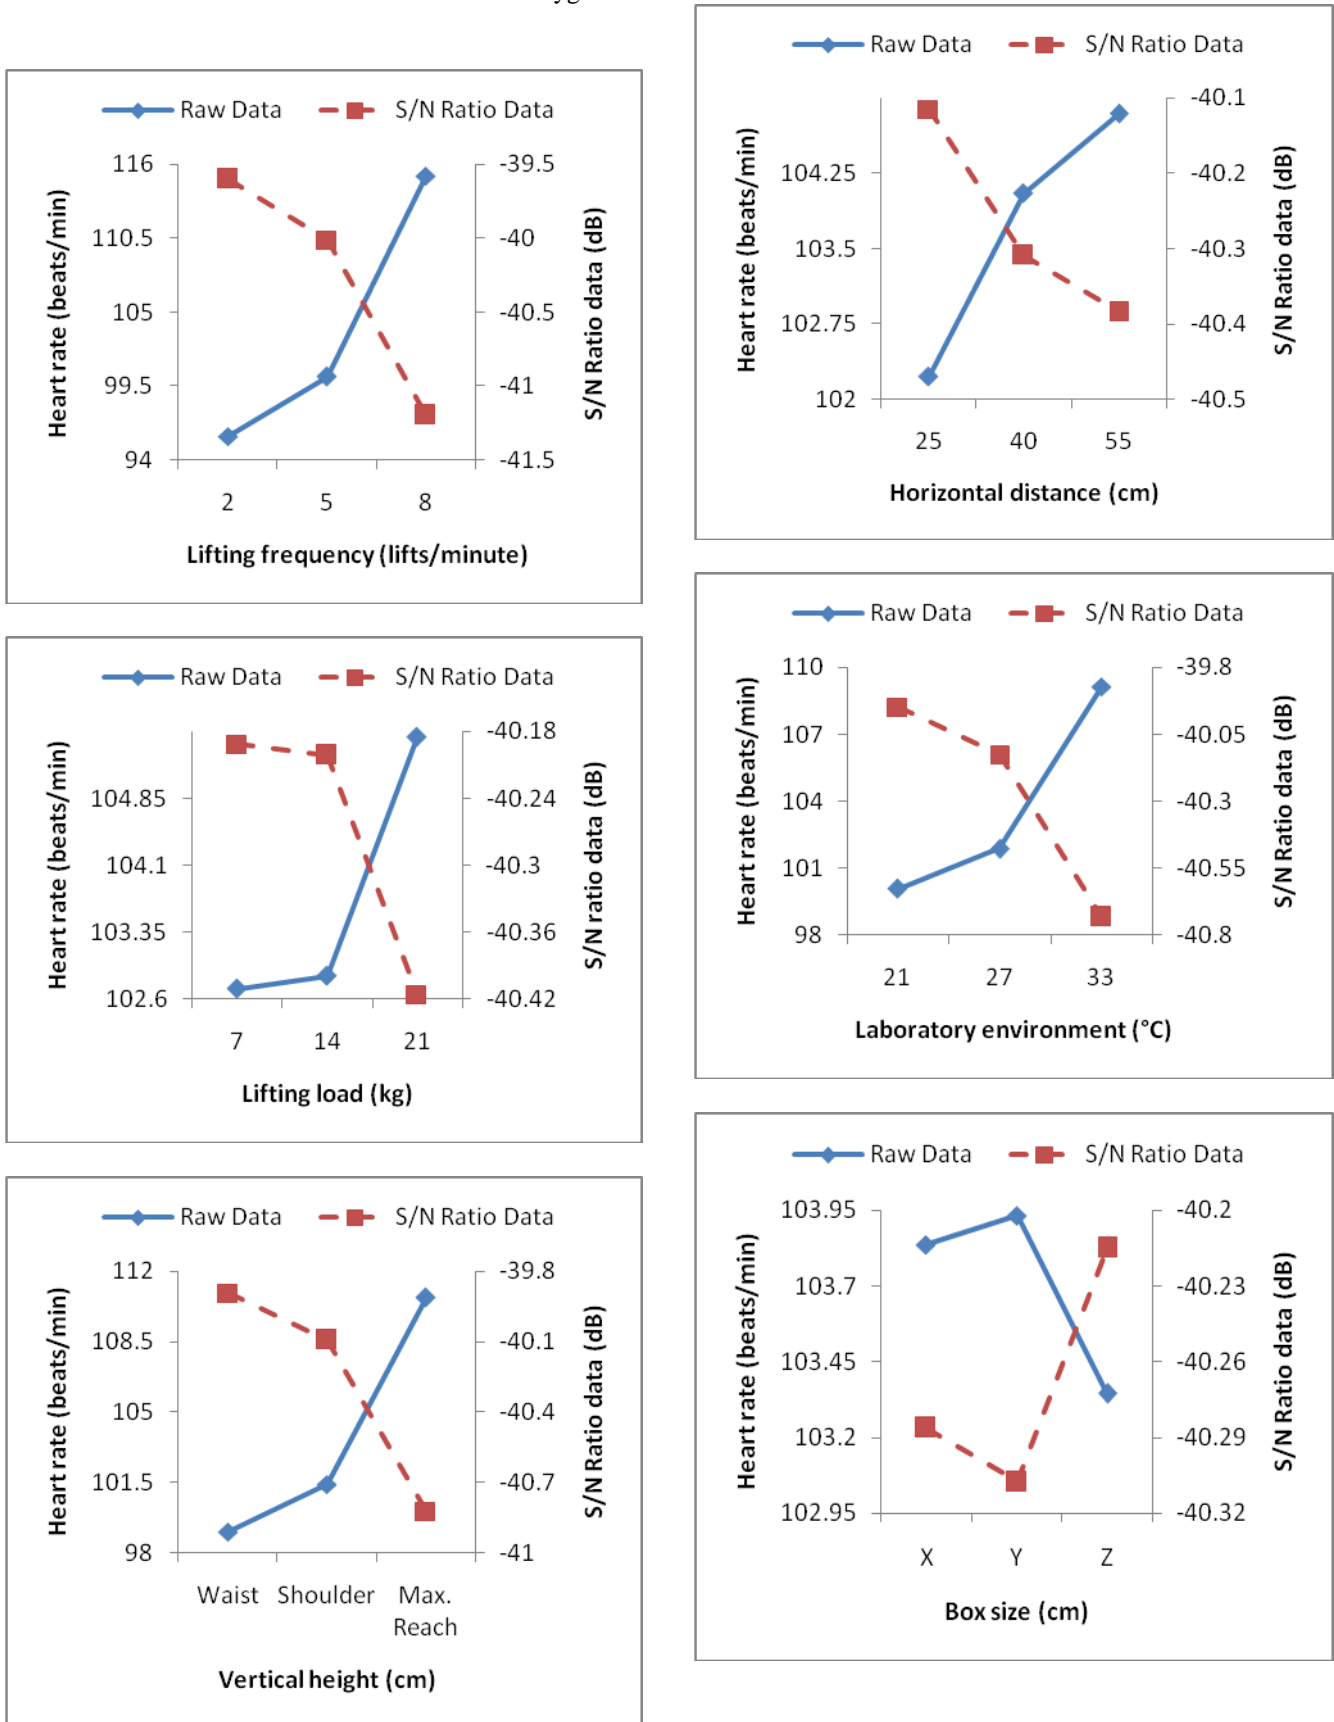 Raw Data
S/N Ratio Data
Heart rate (beats/min)
116
110.5
105
99.5
94
-39.5
-40
-40.5
-41
-41.5
S/N Ratio data (dB)
2 5 8
Lifting frequency (lifts/minute)
Raw Data
S/N Ratio Data
Heart rate (beats/min)
104.85
104.1
103.35
102.6
-40.18
-40.24
-40.3
-40.36
-40.42
S/N ratio data (dB)
7 14 21
Lifting load (kg)
Raw Data
S/N Ratio Data
Heart rate (beats/min)
112
108.5
105
101.5
98
-39.8
-40.1
-40.4
-40.7
-41
S/N Ratio data (dB)
Waist Shoulder Max.
Reach
Vertical height (cm)
Raw Data
S/N Ratio Data
Heart rate (beats/min)
104.25
103.5
102.75
102
-40.1
-40.2
-40.3
-40.4
-40.5
S/N Ratio data (dB)
25 40 55
Horizontal distance (cm)
Raw Data
S/N Ratio Data
Heart rate (beats/min)
110
107
104
101
98
-39.8
-40.05
-40.3
-40.55
-40.8
S/N Ratio data (dB)
21 27 33
Laboratory environment (°C)
Raw Data
S/N Ratio Data
Heart rate (beats/min)
103.95
103.7
103.45
103.2
102.95
-40.2
-40.23
-40.26
-40.29
-40.32
S/N Ratio data (dB)
X Y Z
Box size (cm)